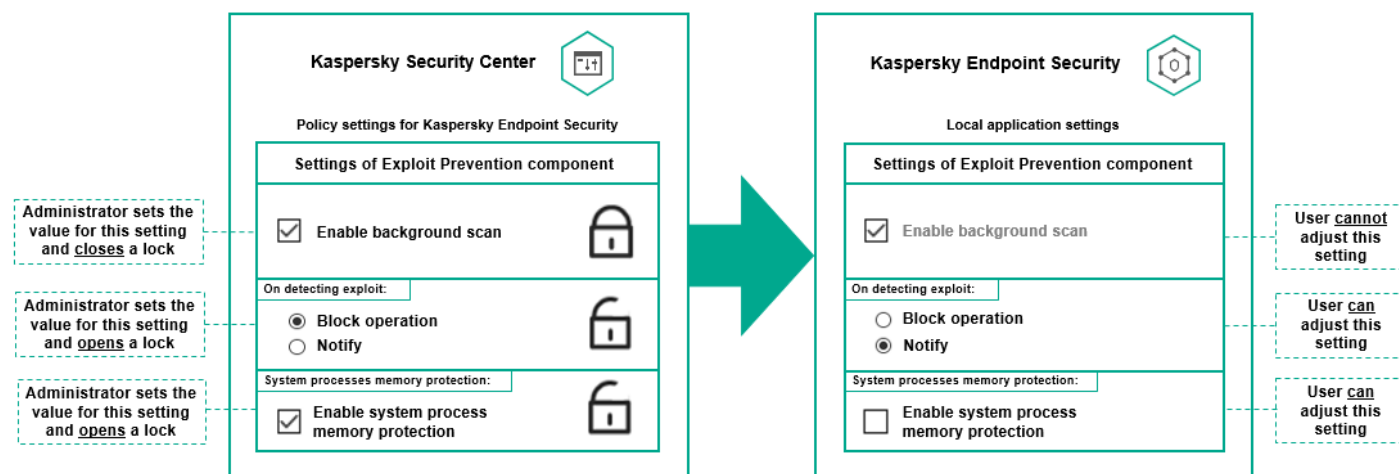 Kaspersky Security Center
Policy settings for Kaspersky Endpoint Security
Settings of Exploit Prevention component
Administrator sets the
value for this setting
and closes a lock
Enable background scan
On detecting exploit:
Administrator sets the
value for this setting
and opens a lock
Block operation
Notify
System processes memory protection:
Administrator sets the
value for this setting
and opens a lock
Enable system process
memory protection
Kaspersky Endpoint Security
Local application settings
Settings of Exploit Prevention component
Enable background scan
User cannot
adjust this
setting
On detecting exploit:
Block operation
Notify
User can
adjust this
setting
System processes memory protection:
Enable system process
memory protection
User can
adjust this
setting